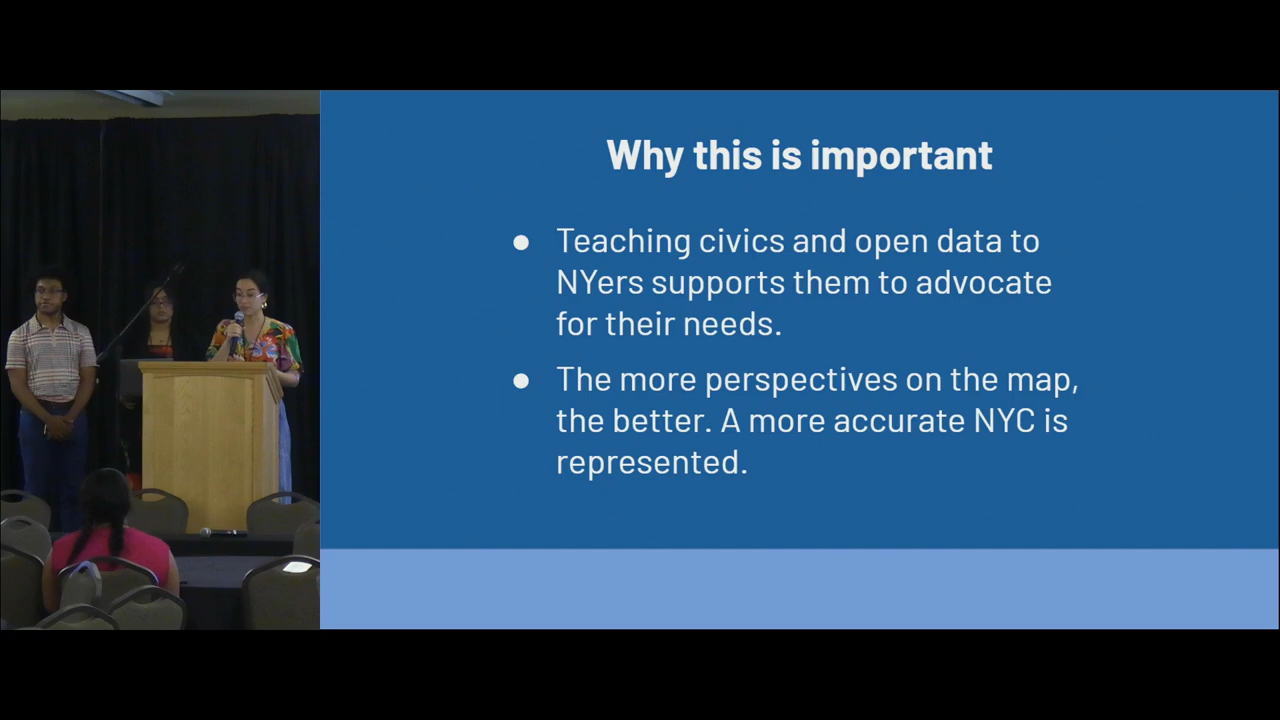 Why this is important
● Teaching civics and open data to
NYers supports them to advocate
for their needs.
● The more perspectives on the map,
the better. A more accurate NYC is
represented.